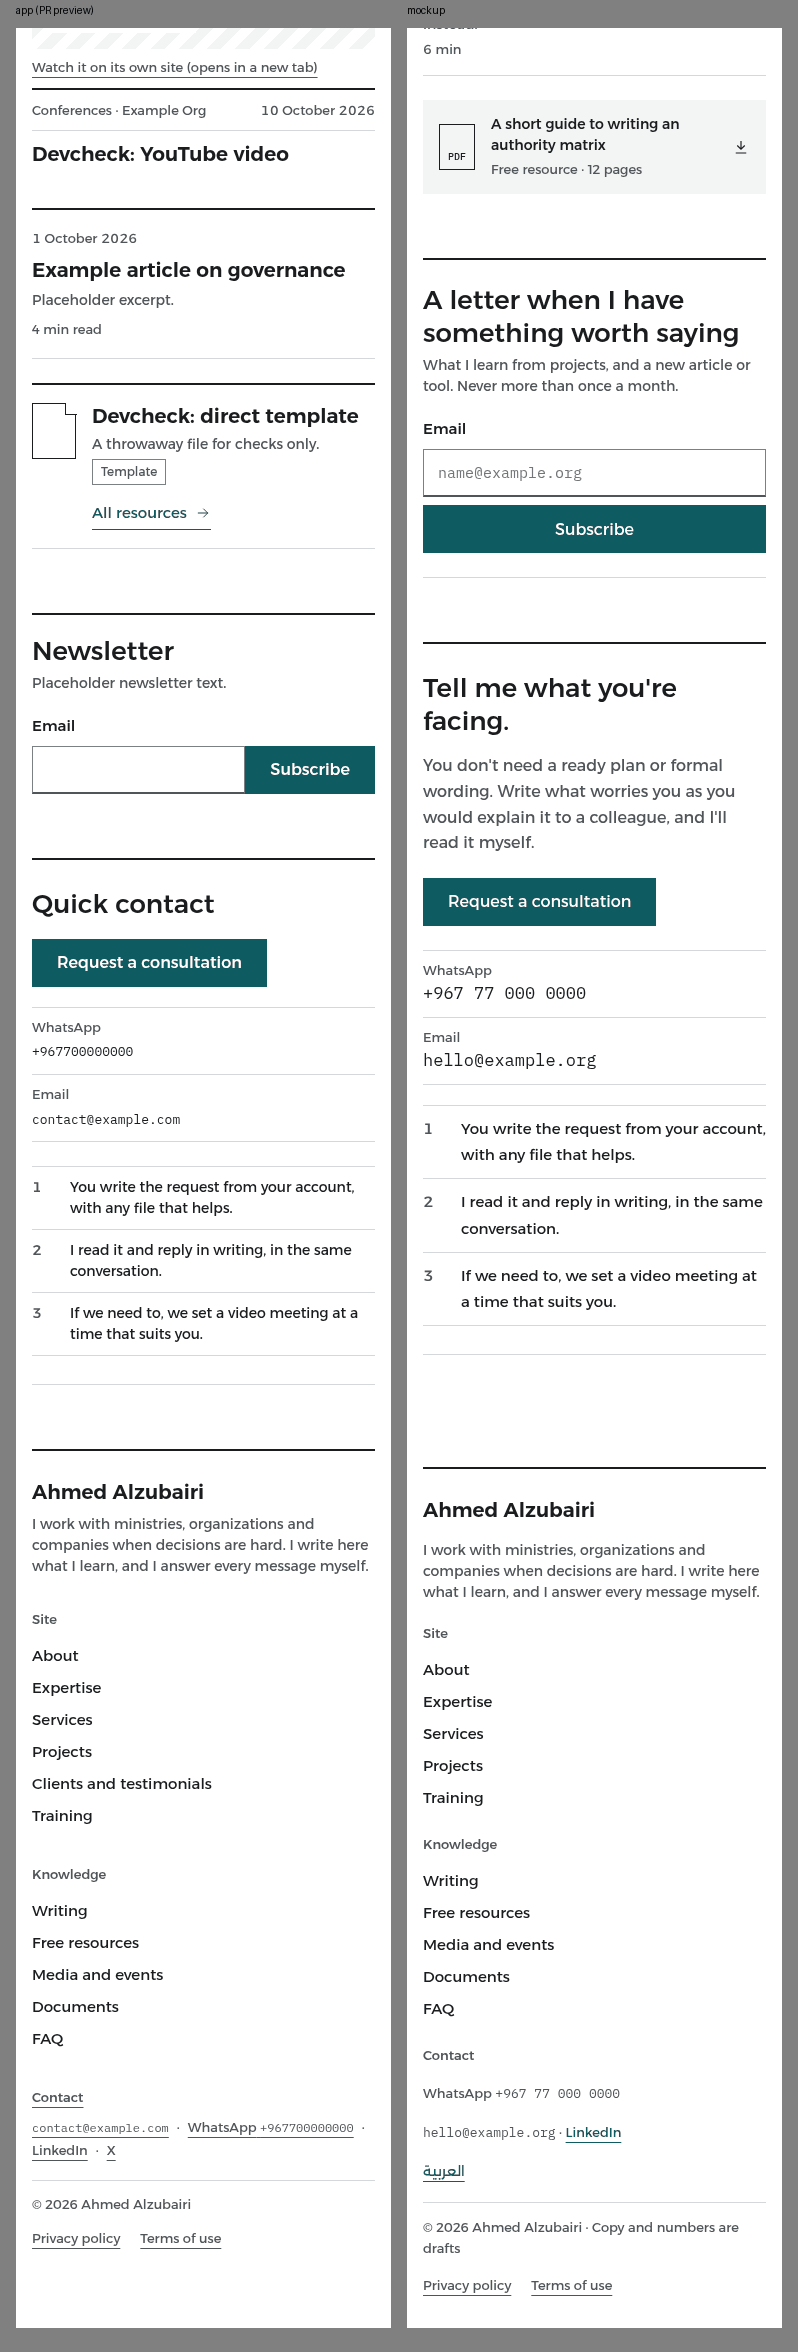 app (PR preview)
Watch it on its own site (opens in a new tab)
Conferences · Example Org
10 October 2026
Devcheck: YouTube video
1 October 2026
Example article on governance
Placeholder excerpt.
4 min read
Devcheck: direct template
A throwaway file for checks only.
Template
All resources →
Newsletter
Placeholder newsletter text.
Email
Subscribe
Quick contact
Request a consultation
WhatsApp
+967700000000
Email
contact@example.com
1 You write the request from your account,
with any file that helps.
2 I read it and reply in writing, in the same
conversation.
3 If we need to, we set a video meeting at a
time that suits you.
Ahmed Alzubairi
I work with ministries, organizations and
companies when decisions are hard. I write here
what I learn, and I answer every message myself.
Site
About
Expertise
Services
Projects
Clients and testimonials
Training
Knowledge
Writing
Free resources
Media and events
Documents
FAQ
Contact
contact@example.com · WhatsApp +967700000000 ·
LinkedIn · X
© 2026 Ahmed Alzubairi
Privacy policy Terms of use
mockup
6 min
PDF
A short guide to writing an
authority matrix
Free resource · 12 pages
A letter when I have
something worth saying
What I learn from projects, and a new article or
tool. Never more than once a month.
Email
name@example.org
Subscribe
Tell me what you're
facing.
You don't need a ready plan or formal
wording. Write what worries you as you
would explain it to a colleague, and I'll
read it myself.
Request a consultation
WhatsApp
+967 77 000 0000
Email
hello@example.org
1 You write the request from your account,
with any file that helps.
2 I read it and reply in writing, in the same
conversation.
3 If we need to, we set a video meeting at
a time that suits you.
Ahmed Alzubairi
I work with ministries, organizations and
companies when decisions are hard. I write here
what I learn, and I answer every message myself.
Site
About
Expertise
Services
Projects
Training
Knowledge
Writing
Free resources
Media and events
Documents
FAQ
Contact
WhatsApp +967 77 000 0000
hello@example.org · LinkedIn
العربية
© 2026 Ahmed Alzubairi · Copy and numbers are
drafts
Privacy policy Terms of use